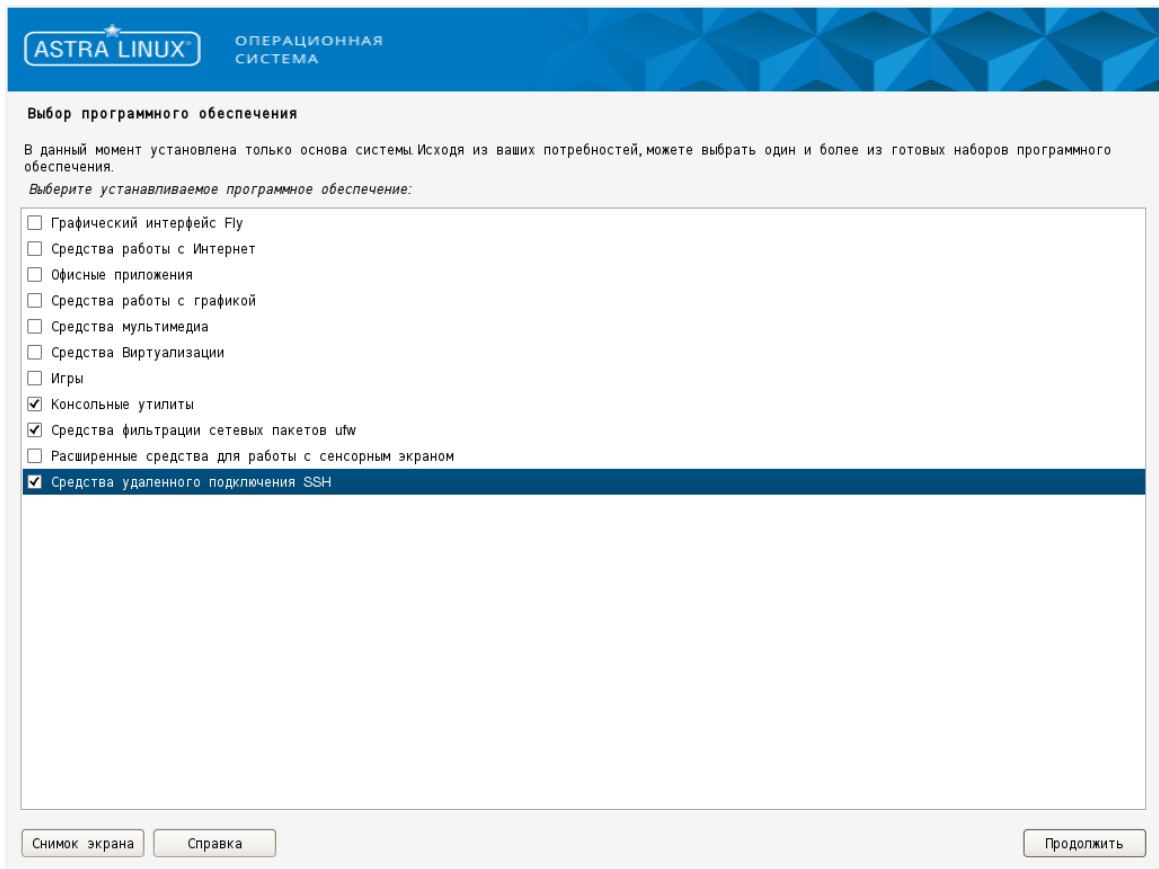 ASTRA LINUX®
ОПЕРАЦИОННАЯ
СИСТЕМА
Выбор программного обеспечения
В данный момент установлена только основа системы. Исходя из ваших потребностей, можете выбрать один и более из готовых наборов программного
обеспечения.
Выберите устанавливаемое программное обеспечение:
Графический интерфейс Fly
Средства работы с Интернет
Офисные приложения
Средства работы с графикой
Средства мультимедиа
Средства Виртуализации
Игры
Консольные утилиты
Средства фильтрации сетевых пакетов ufw
Расширенные средства для работы с сенсорным экраном
Средства удаленного подключения SSH
Снимок экрана
Справка
Продолжить